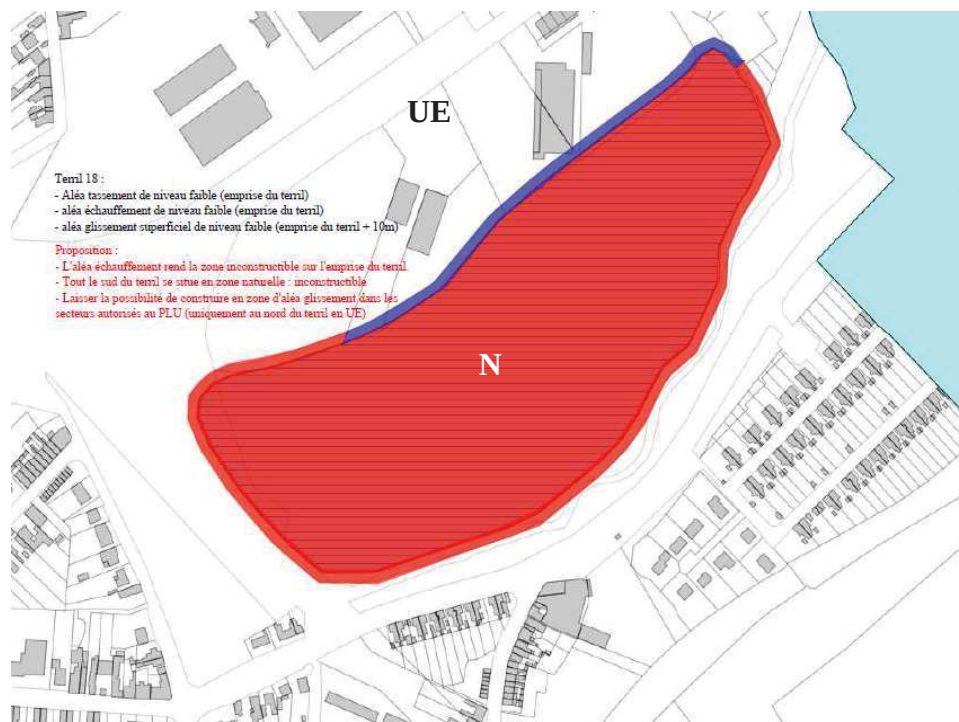 UE
Terril 18 :
- Aléa tassement de niveau faible (emprise du terril)
- aléa échauffement de niveau faible (emprise du terril)
- aléa glissement superficiel de niveau faible (emprise du terril + 10m)
Proposition :
- L'aléa échauffement rend la zone inconstructible sur l'emprise du terril.
- Tout le sud du terril se situe en zone naturelle : inconstructible
- Laisser la possibilité de construire en zone d'aléa glissement dans les
secteurs autorisés au PLU (uniquement au nord du terril en UE)
N